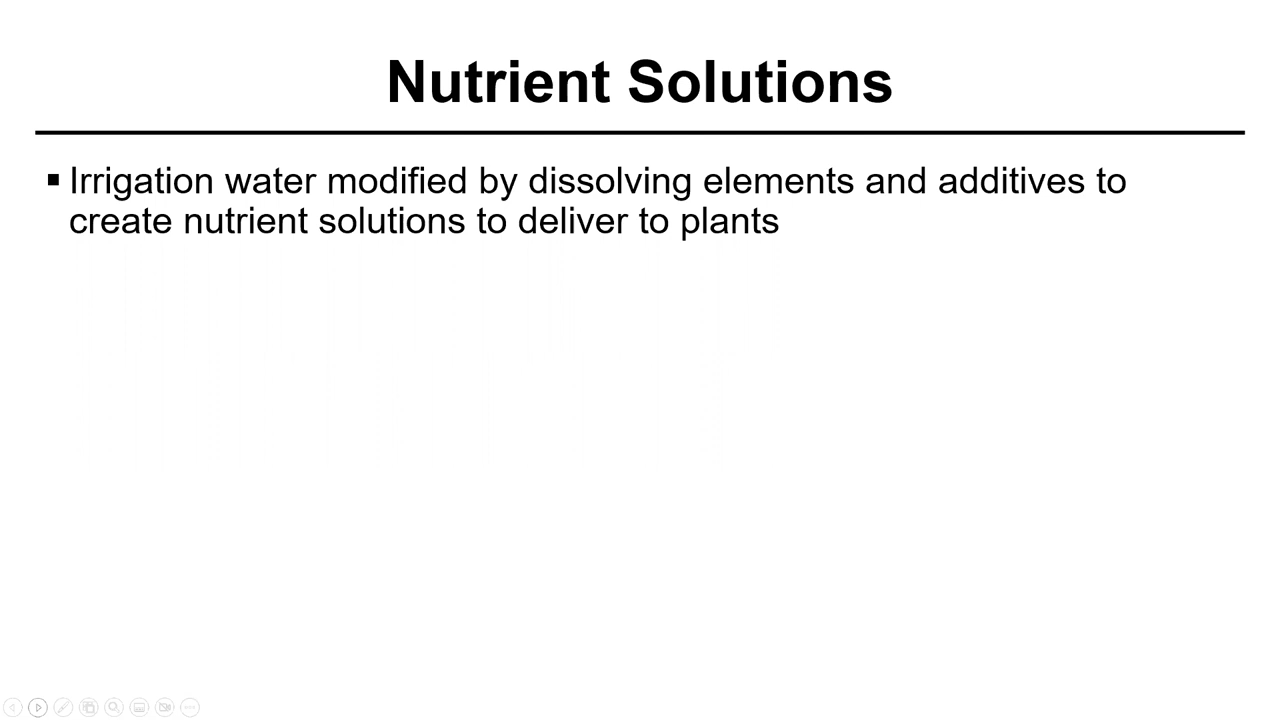 Nutrient Solutions
▪ Irrigation water modified by dissolving elements and additives to
create nutrient solutions to deliver to plants